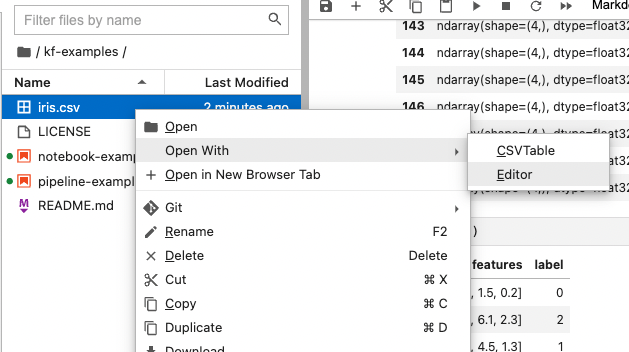 Filter files by name
/ kf-examples /
Name Last Modified
iris.csv 2 minutes ago
LICENSE
notebook-examp
pipeline-examp
README.md
Open
Open With
Open in New Browser Tab
Git
Rename F2
Delete Delete
Cut ⌘ X
Copy ⌘ C
Duplicate ⌘ D
Download
CSVTable
Editor
Markdo
143 ndarray(shape=(4,), dtype=float32
144 ndarray(shape=(4,), dtype=float32
145 ndarray(shape=(4,), dtype=float32
146 ndarray(shape=(4,), dtype=float32
)
features label
, 1.5, 0.2] 0
, 6.1, 2.3] 2
, 4.5, 1.3] 1